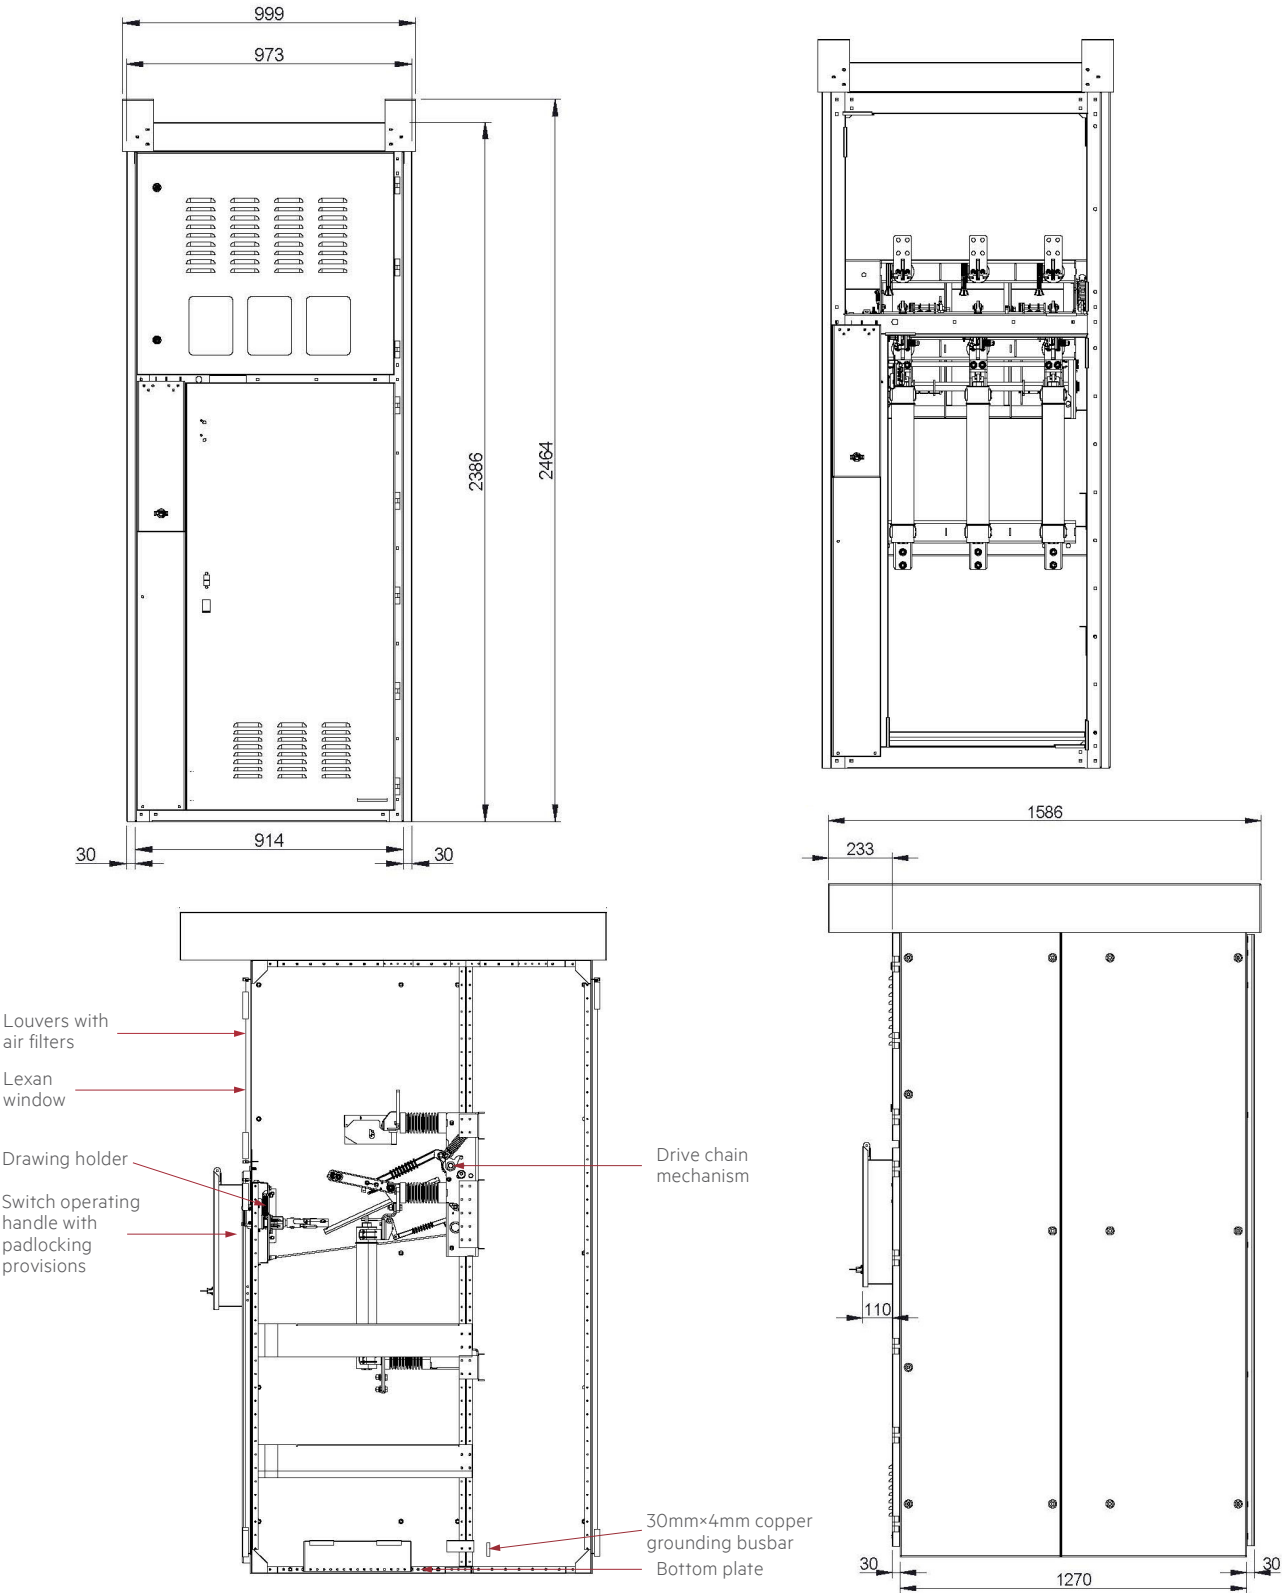 999
973
2386
2464
914
30
30
1586
233
110
30
1270
30
Louvers with
air filters
Lexan
window
Drawing holder
Switch operating
handle with
padlocking
provisions
Drive chain
mechanism
30mm×4mm copper
grounding busbar
Bottom plate